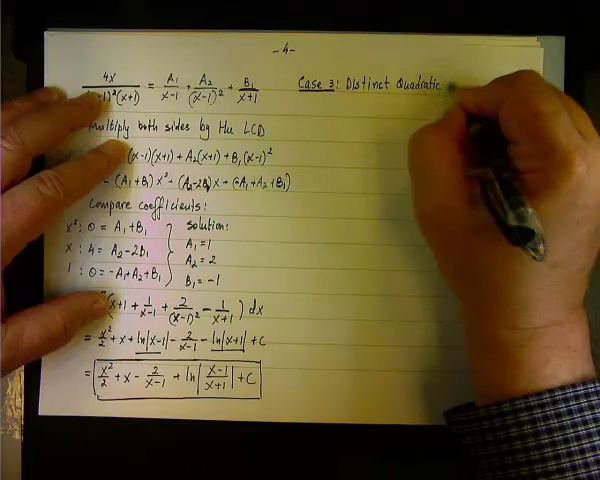 -4-
4x / (x-1)²(x+1) = A₁/(x-1) + A₂/(x-1)² + B₁/(x+1)
Case 3: Distinct Quadratic
Multiply both sides by the LCD
(x-1)(x+1) + A₂(x+1) + B₁(x-1)²
= (A₁+B₁)x² + (A₂-2B₁)x + (-A₁+A₂+B₁)
Compare coefficients:
x²: 0 = A₁+B₁
x: 4 = A₂-2B₁
1: 0 = -A₁+A₂+B₁
solution:
A₁=1
A₂=2
B₁=-1
(x+1 + 1/(x-1) + 2/(x-1)² - 1/(x+1)) dx
= x²/2 + x + ln|x-1| - 2/(x-1) - ln|x+1| + C
= x²/2 + x - 2/(x-1) + ln|(x-1)/(x+1)| + C